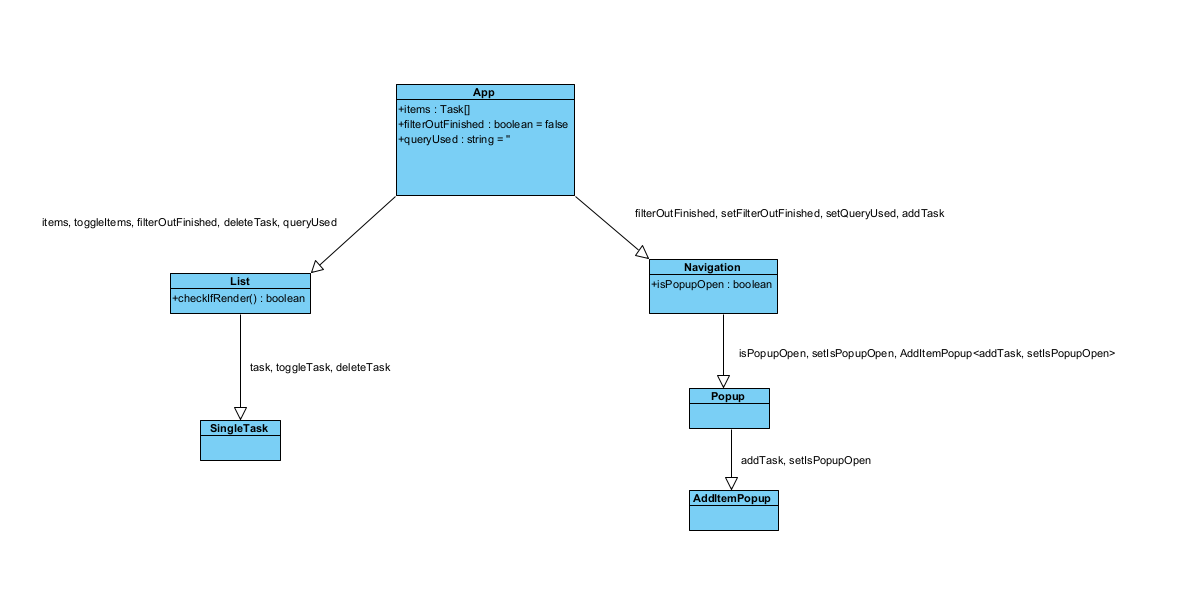 App
+items : Task[]
+filterOutFinished : boolean = false
+queryUsed : string = "
items, toggleItems, filterOutFinished, deleteTask, queryUsed
filterOutFinished, setFilterOutFinished, setQueryUsed, addTask
List
+checkIfRender() : boolean
Navigation
+isPopupOpen : boolean
task, toggleTask, deleteTask
isPopupOpen, setIsPopupOpen, AddItemPopup<addTask, setIsPopupOpen>
Popup
SingleTask
addTask, setIsPopupOpen
AddItemPopup